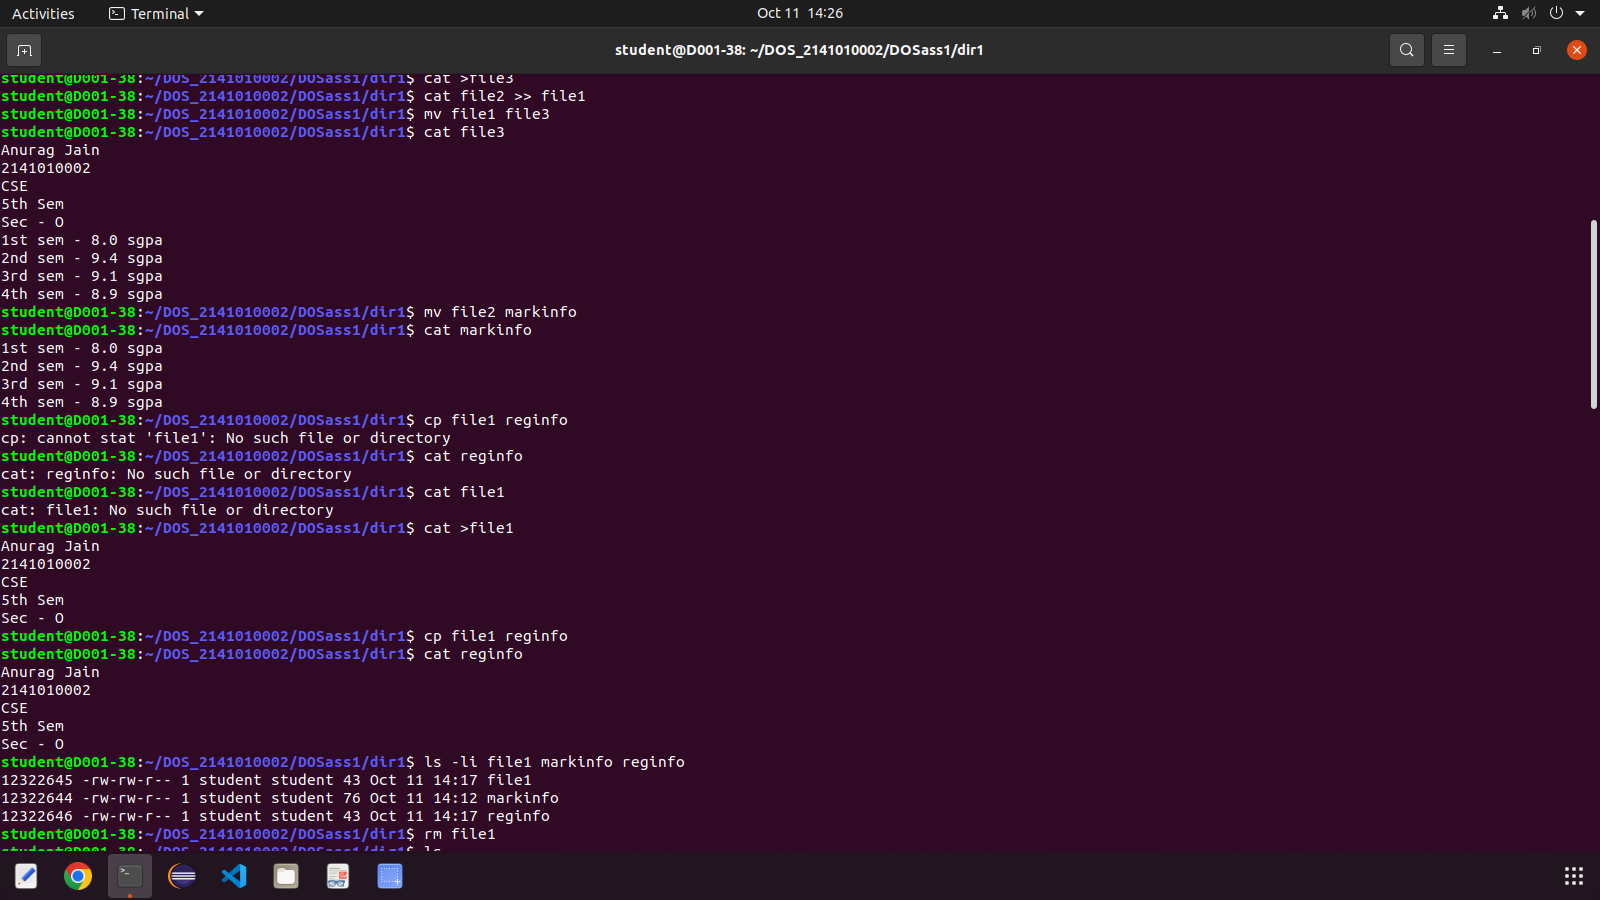 Activities
Terminal
Oct 11 14:26
student@D001-38: ~/DOS_2141010002/DOSass1/dir1
student@D001-38:~/DOS_2141010002/DOSass1/dir1$ cat >file3
student@D001-38:~/DOS_2141010002/DOSass1/dir1$ cat file2 >> file1
student@D001-38:~/DOS_2141010002/DOSass1/dir1$ mv file1 file3
student@D001-38:~/DOS_2141010002/DOSass1/dir1$ cat file3
Anurag Jain
2141010002
CSE
5th Sem
Sec - O
1st sem - 8.0 sgpa
2nd sem - 9.4 sgpa
3rd sem - 9.1 sgpa
4th sem - 8.9 sgpa
student@D001-38:~/DOS_2141010002/DOSass1/dir1$ mv file2 markinfo
student@D001-38:~/DOS_2141010002/DOSass1/dir1$ cat markinfo
1st sem - 8.0 sgpa
2nd sem - 9.4 sgpa
3rd sem - 9.1 sgpa
4th sem - 8.9 sgpa
student@D001-38:~/DOS_2141010002/DOSass1/dir1$ cp file1 reginfo
cp: cannot stat 'file1': No such file or directory
student@D001-38:~/DOS_2141010002/DOSass1/dir1$ cat reginfo
cat: reginfo: No such file or directory
student@D001-38:~/DOS_2141010002/DOSass1/dir1$ cat file1
cat: file1: No such file or directory
student@D001-38:~/DOS_2141010002/DOSass1/dir1$ cat >file1
Anurag Jain
2141010002
CSE
5th Sem
Sec - O
student@D001-38:~/DOS_2141010002/DOSass1/dir1$ cp file1 reginfo
student@D001-38:~/DOS_2141010002/DOSass1/dir1$ cat reginfo
Anurag Jain
2141010002
CSE
5th Sem
Sec - O
student@D001-38:~/DOS_2141010002/DOSass1/dir1$ ls -li file1 markinfo reginfo
12322645 -rw-rw-r-- 1 student student 43 Oct 11 14:17 file1
12322644 -rw-rw-r-- 1 student student 76 Oct 11 14:12 markinfo
12322646 -rw-rw-r-- 1 student student 43 Oct 11 14:17 reginfo
student@D001-38:~/DOS_2141010002/DOSass1/dir1$ rm file1
student@D001-38:~/DOS_2141010002/DOSass1/dir1$ ls